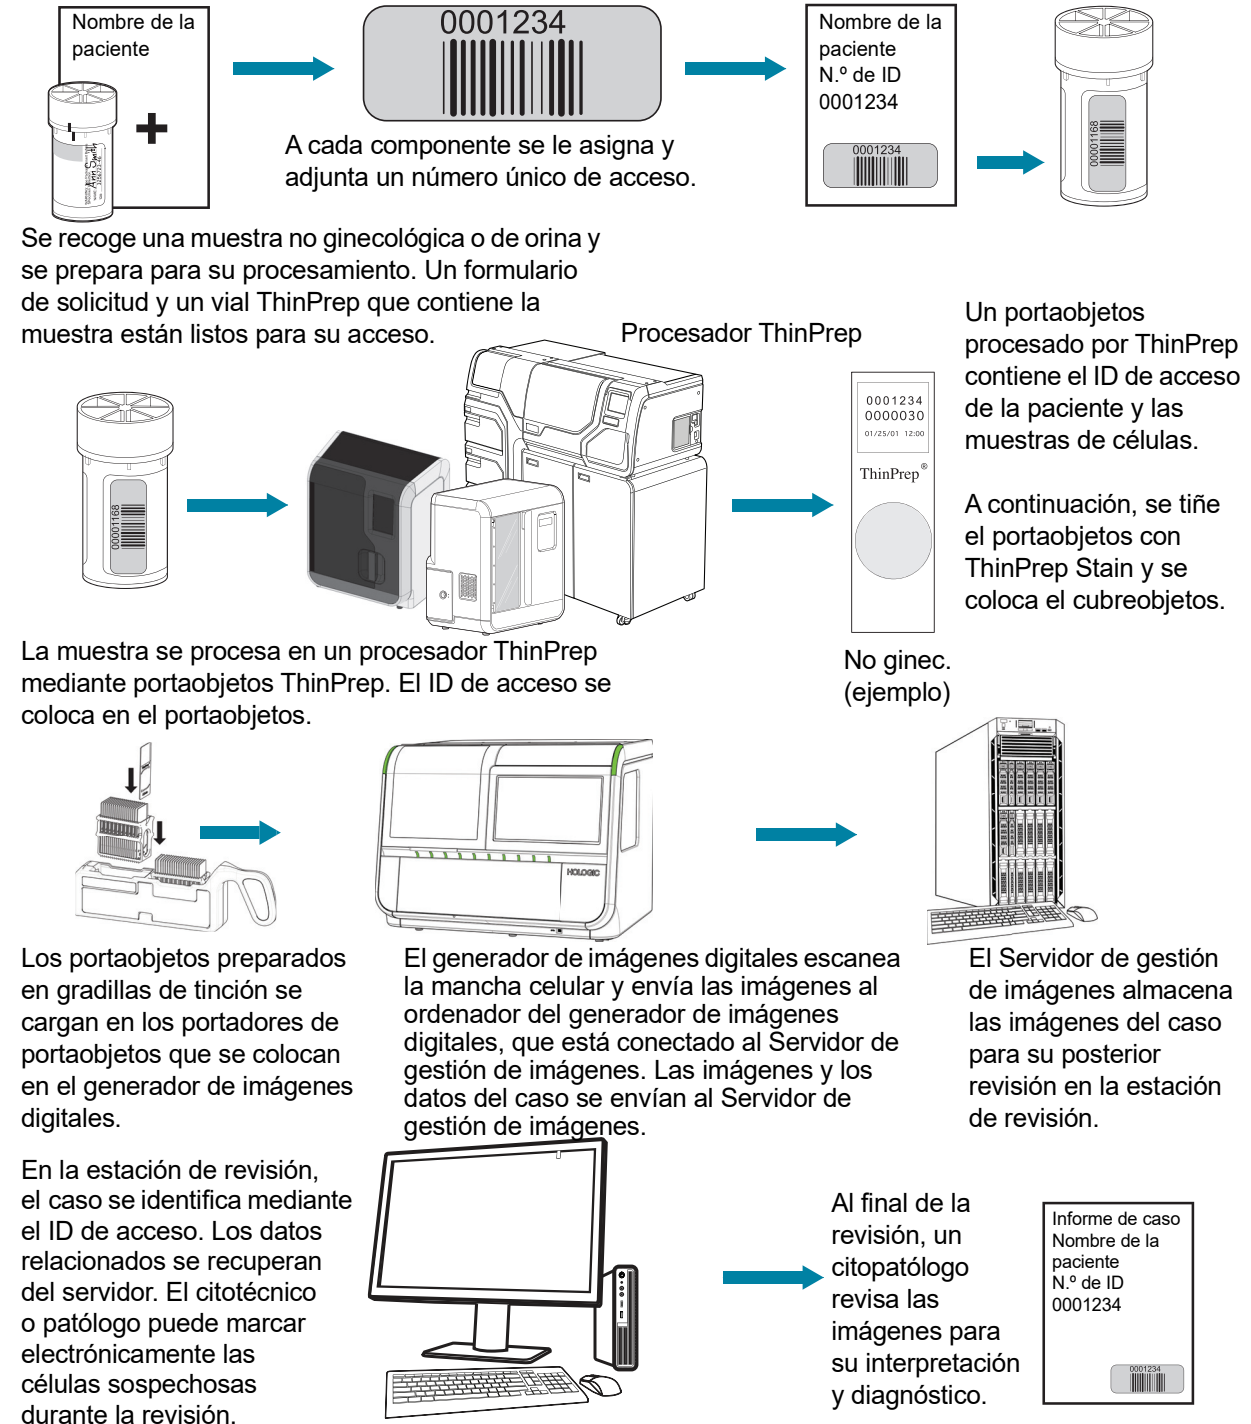 Nombre de la
paciente
Ann Smith
0001234
A cada componente se le asigna y
adjunta un número único de acceso.
Nombre de la
paciente
N.º de ID
0001234
0001234
00001168
Se recoge una muestra no ginecológica o de orina y
se prepara para su procesamiento. Un formulario
de solicitud y un vial ThinPrep que contiene la
muestra están listos para su acceso.
00001168
Procesador ThinPrep
0001234
0000030
01/25/01 12:00
ThinPrep®
No ginec.
(ejemplo)
Un portaobjetos
procesado por ThinPrep
contiene el ID de acceso
de la paciente y las
muestras de células.
A continuación, se tiñe
el portaobjetos con
ThinPrep Stain y se
coloca el cubreobjetos.
La muestra se procesa en un procesador ThinPrep
mediante portaobjetos ThinPrep. El ID de acceso se
coloca en el portaobjetos.
HOLOGIC
Los portaobjetos preparados
en gradillas de tinción se
cargan en los portadores de
portaobjetos que se colocan
en el generador de imágenes
digitales.
El generador de imágenes digitales escanea
la mancha celular y envía las imágenes al
ordenador del generador de imágenes
digitales, que está conectado al Servidor de
gestión de imágenes. Las imágenes y los
datos del caso se envían al Servidor de
gestión de imágenes.
El Servidor de gestión
de imágenes almacena
las imágenes del caso
para su posterior
revisión en la estación
de revisión.
En la estación de revisión,
el caso se identifica mediante
el ID de acceso. Los datos
relacionados se recuperan
del servidor. El citotécnico
o patólogo puede marcar
electrónicamente las
células sospechosas
durante la revisión.
Al final de la
revisión, un
citopatólogo
revisa las
imágenes para
su interpretación
y diagnóstico.
Informe de caso
Nombre de la
paciente
N.º de ID
0001234
0001234